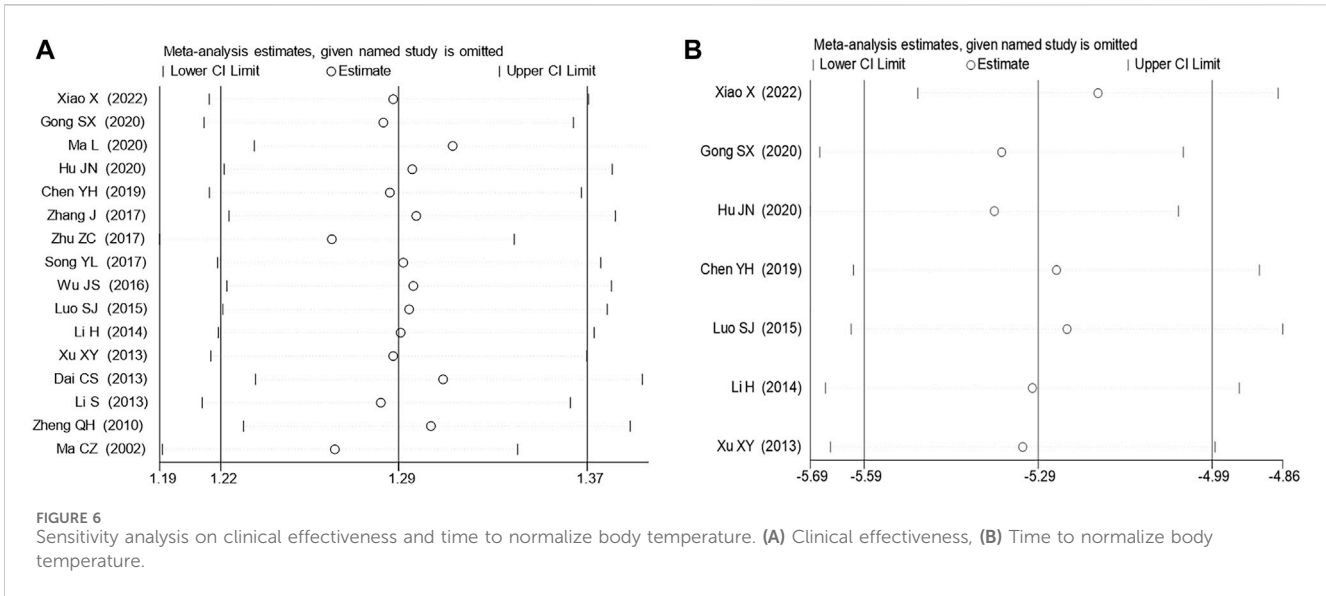 A
Meta-analysis estimates, given named study is omitted
| Lower CI Limit ○ Estimate | Upper CI Limit
Xiao X (2022)
Gong SX (2020)
Ma L (2020)
Hu JN (2020)
Chen YH (2019)
Zhang J (2017)
Zhu ZC (2017)
Song YL (2017)
Wu JS (2016)
Luo SJ (2015)
Li H (2014)
Xu XY (2013)
Dai CS (2013)
Li S (2013)
Zheng QH (2010)
Ma CZ (2002)
1.19 1.22 1.29 1.37
B
Meta-analysis estimates, given named study is omitted
| Lower CI Limit ○ Estimate | Upper CI Limit
Xiao X (2022)
Gong SX (2020)
Hu JN (2020)
Chen YH (2019)
Luo SJ (2015)
Li H (2014)
Xu XY (2013)
-5.69 -5.59 -5.29 -4.99 -4.86
FIGURE 6
Sensitivity analysis on clinical effectiveness and time to normalize body temperature. (A) Clinical effectiveness, (B) Time to normalize body
temperature.